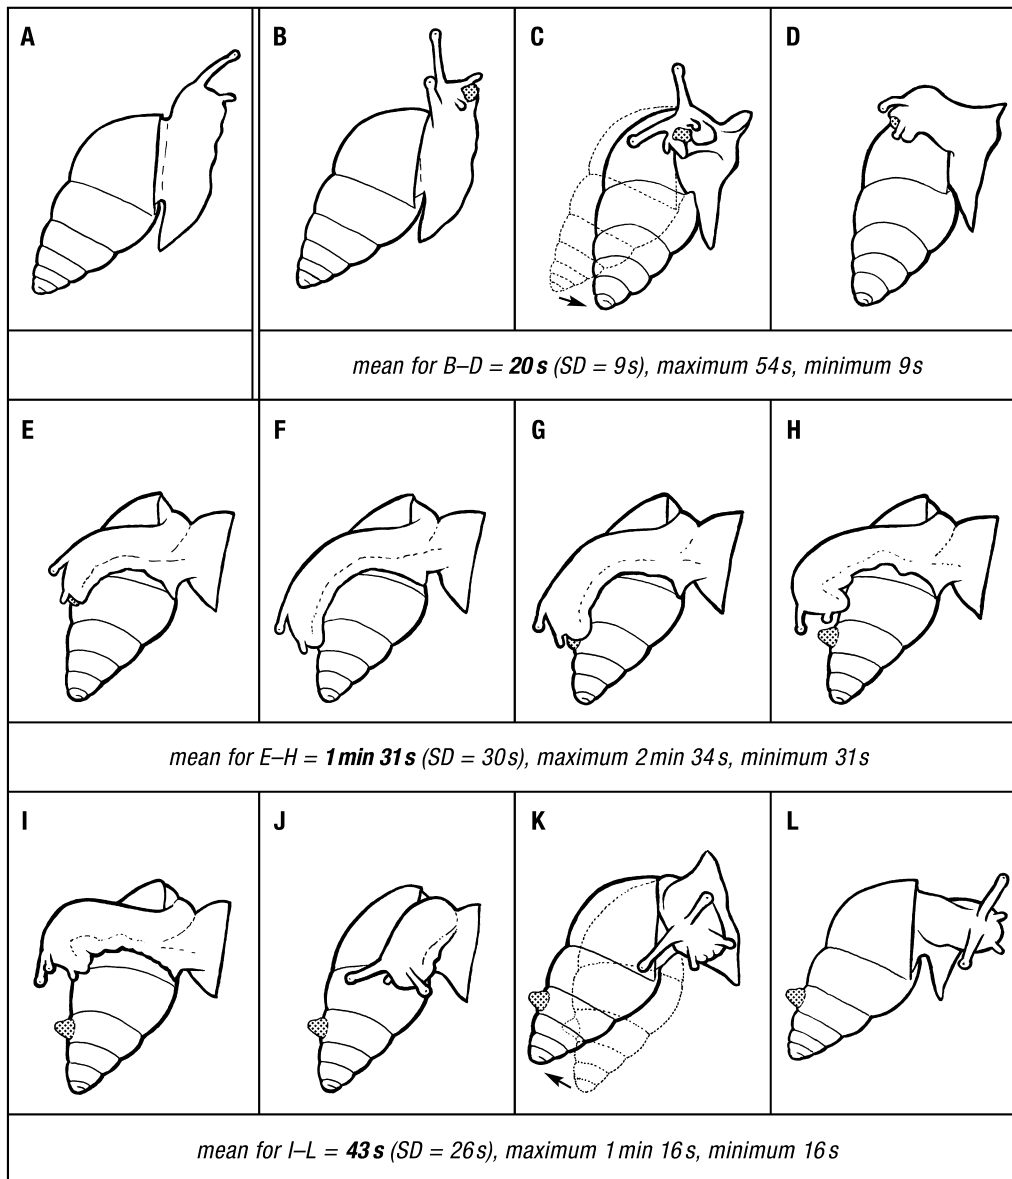 A B C D
mean for B–D = 20 s (SD = 9 s), maximum 54 s, minimum 9 s
E F G H
mean for E–H = 1 min 31 s (SD = 30 s), maximum 2 min 34 s, minimum 31 s
I J K L
mean for I–L = 43 s (SD = 26 s), maximum 1 min 16 s, minimum 16 s